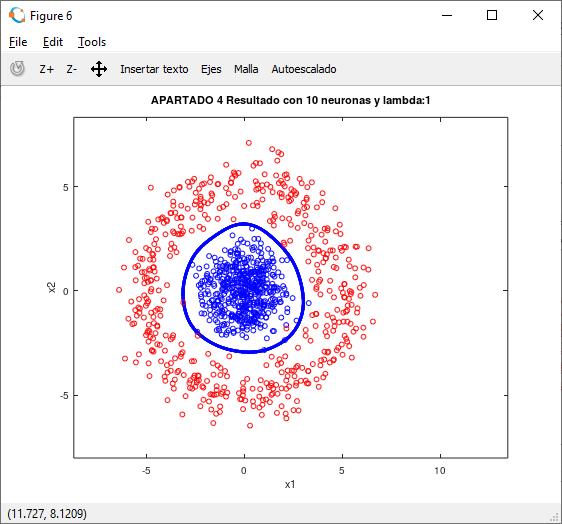 Figure 6
File Edit Tools
Z+ Z- Insertar texto Ejes Malla Autoescalado
APARTADO 4 Resultado con 10 neuronas y lambda:1
5
0
-5
x2
-5 0 5 10
x1
(11.727, 8.1209)